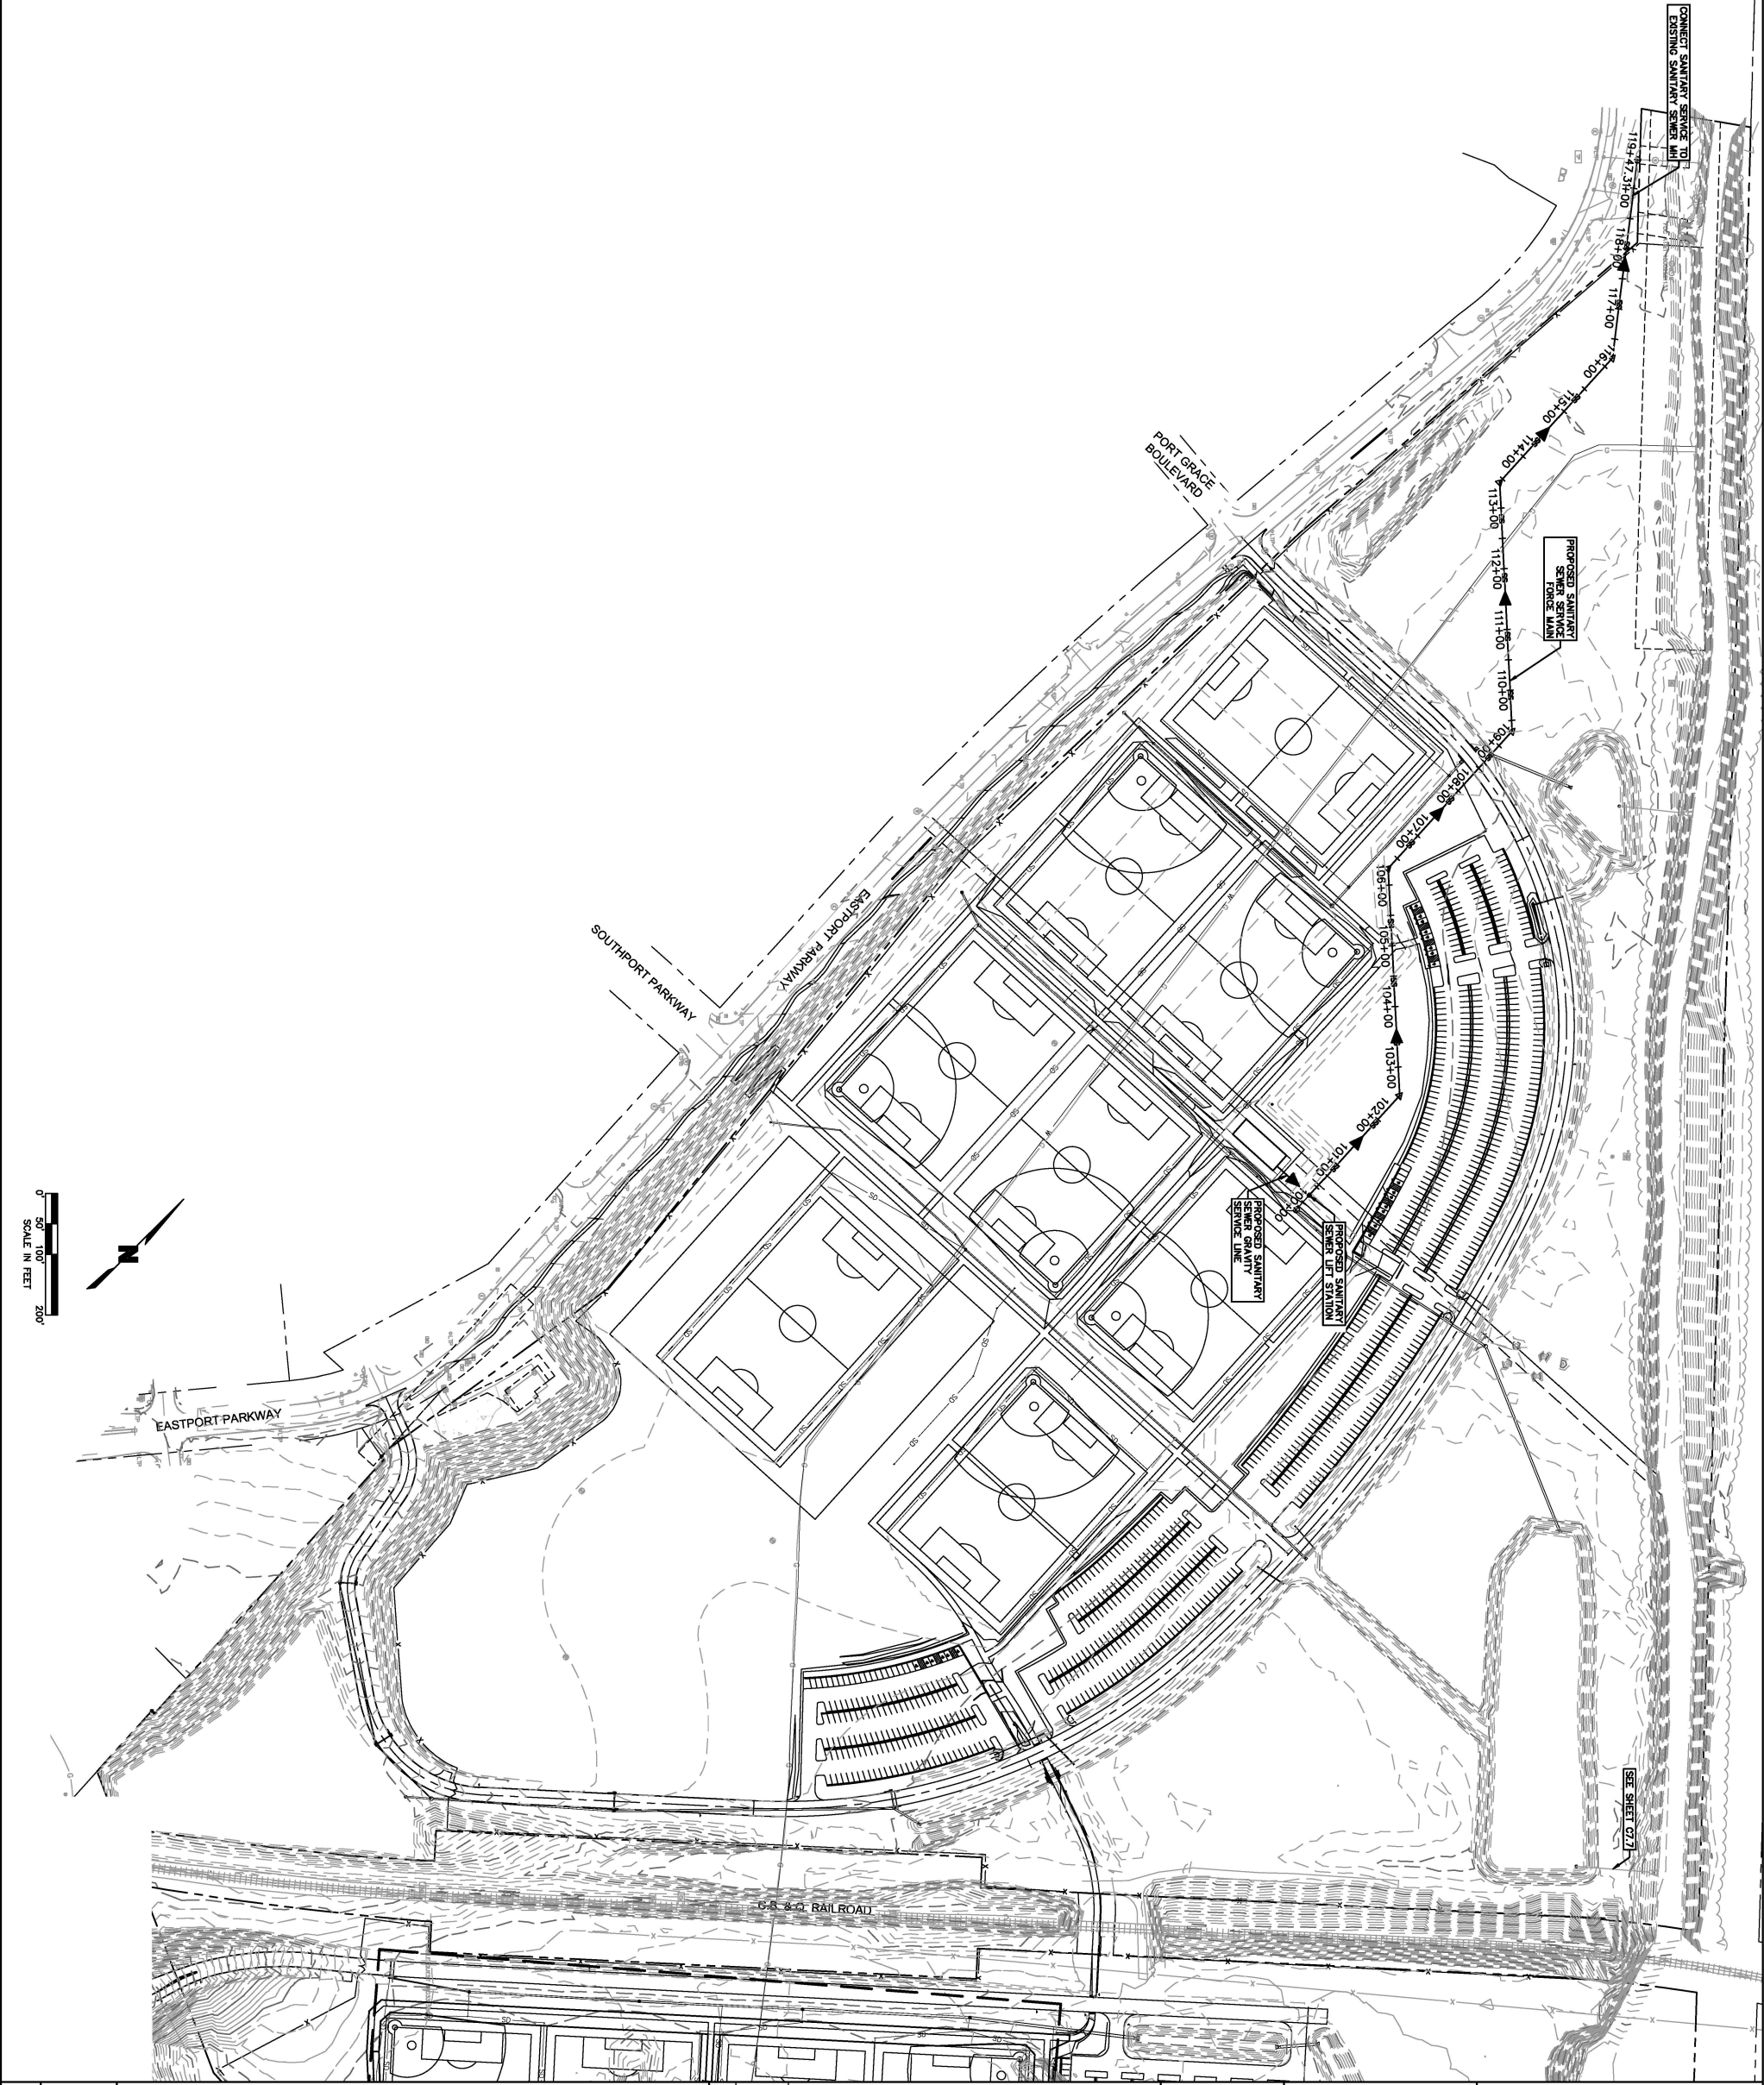 CONNECT SANITARY SERVICE TO
EXISTING SANITARY SEWER MH
119+47.31+00
118+00
117+00
116+00
115+00
114+00
113+00
112+00
111+00
110+00
109+00
108+00
107+00
106+00
105+00
104+00
103+00
102+00
101+00
100+00
PROPOSED SANITARY
SEWER SERVICE
FORCE MAIN
PORT GRACE
BOULEVARD
EASTPORT PARKWAY
SOUTHPORT PARKWAY
PROPOSED SANITARY
SEWER GRAVITY
SERVICE LINE
PROPOSED SANITARY
SEWER LIFT STATION
EASTPORT PARKWAY
SEE SHEET C7.7
C.B. & Q. RAILROAD
N
0' 50' 100' 200'
SCALE IN FEET